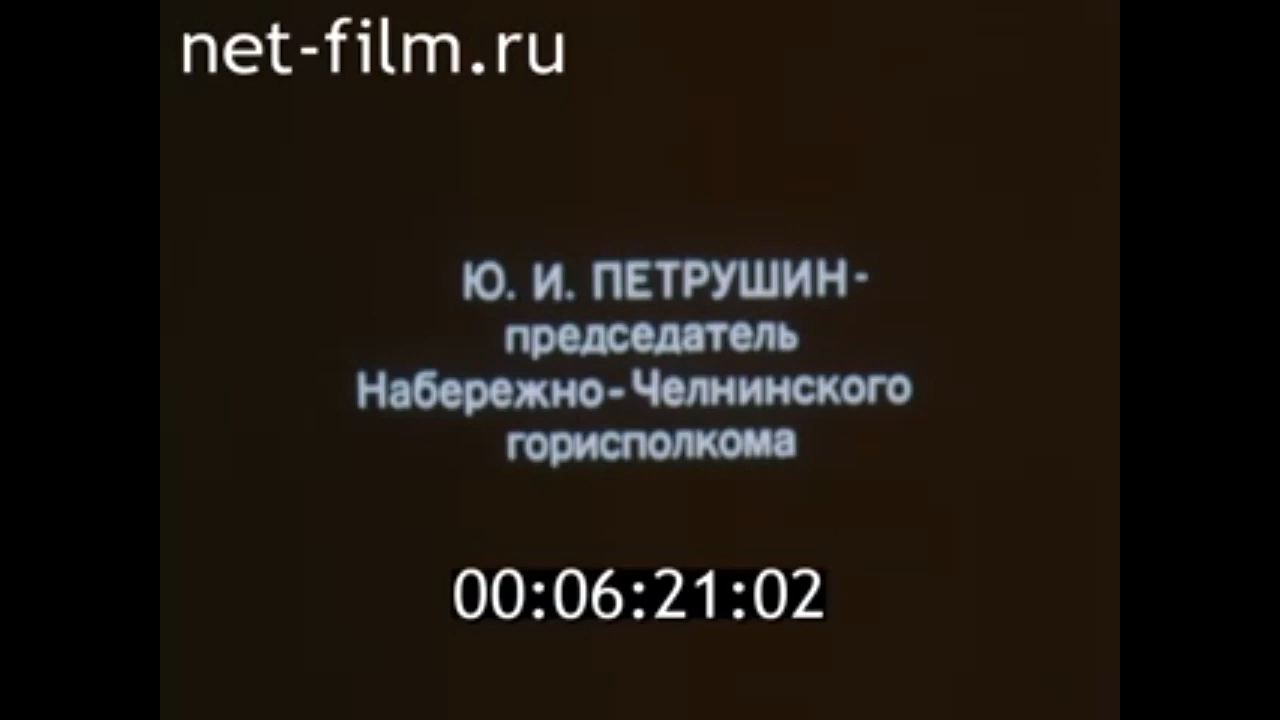 net-film.ru
Ю. И. ПЕТРУШИН-
председатель
Набережно-Челнинского
горисполкома
00:06:21:02